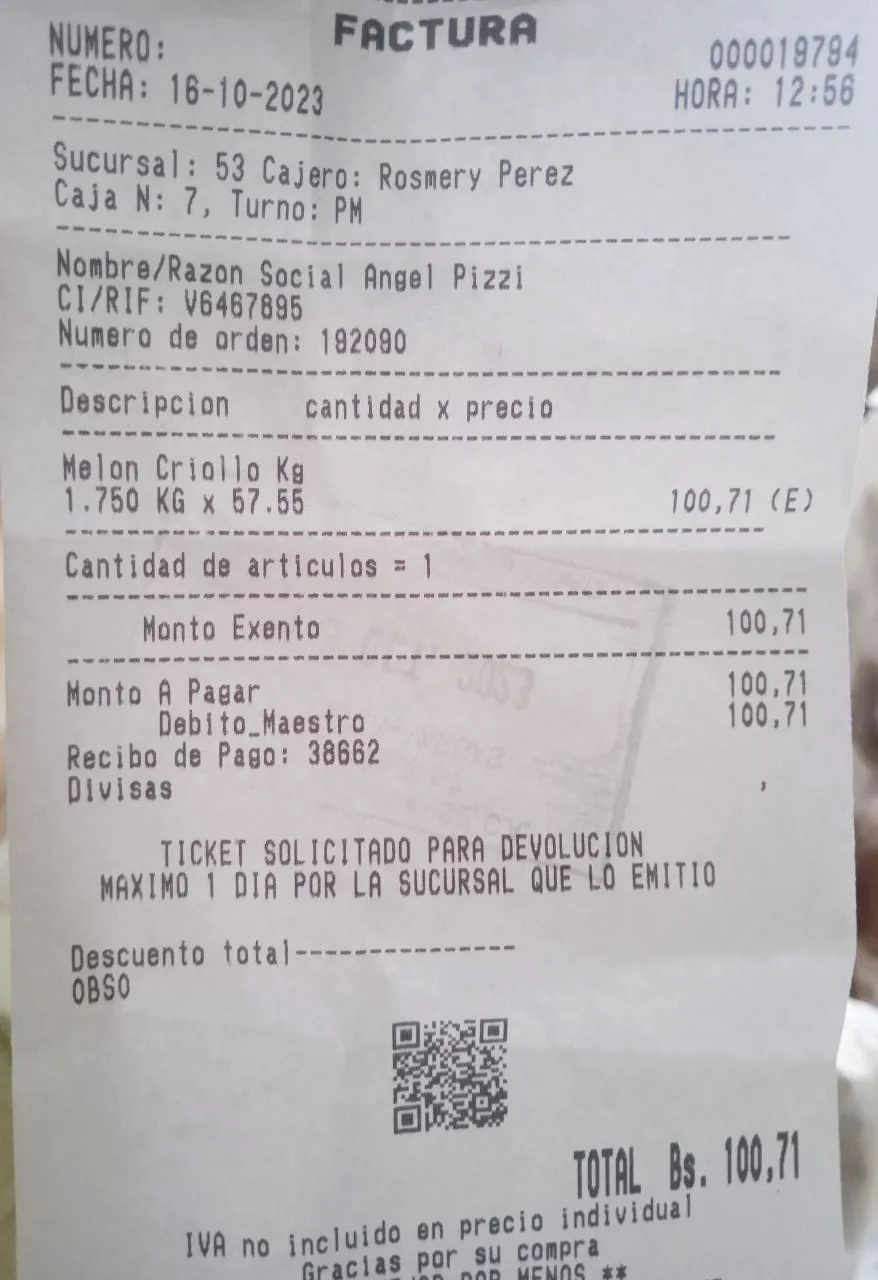 FACTURA
NUMERO: 000019794
FECHA: 16-10-2023 HORA: 12:56
Sucursal: 53 Cajero: Rosmery Perez
Caja N: 7, Turno: PM
Nombre/Razon Social Angel Pizzi
CI/RIF: V6467895
Numero de orden: 192090
Descripcion cantidad x precio
Melon Criollo Kg
1.750 KG x 57.55 100,71 (E)
Cantidad de articulos = 1
Monto Exento 100,71
Monto A Pagar 100,71
Debito_Maestro 100,71
Recibo de Pago: 38662
Divisas ,
TICKET SOLICITADO PARA DEVOLUCION
MAXIMO 1 DIA POR LA SUCURSAL QUE LO EMITIO
Descuento total---------------
OBSO
TOTAL Bs. 100,71
IVA no incluido en precio individual
Gracias por su compra
POR MENOS **